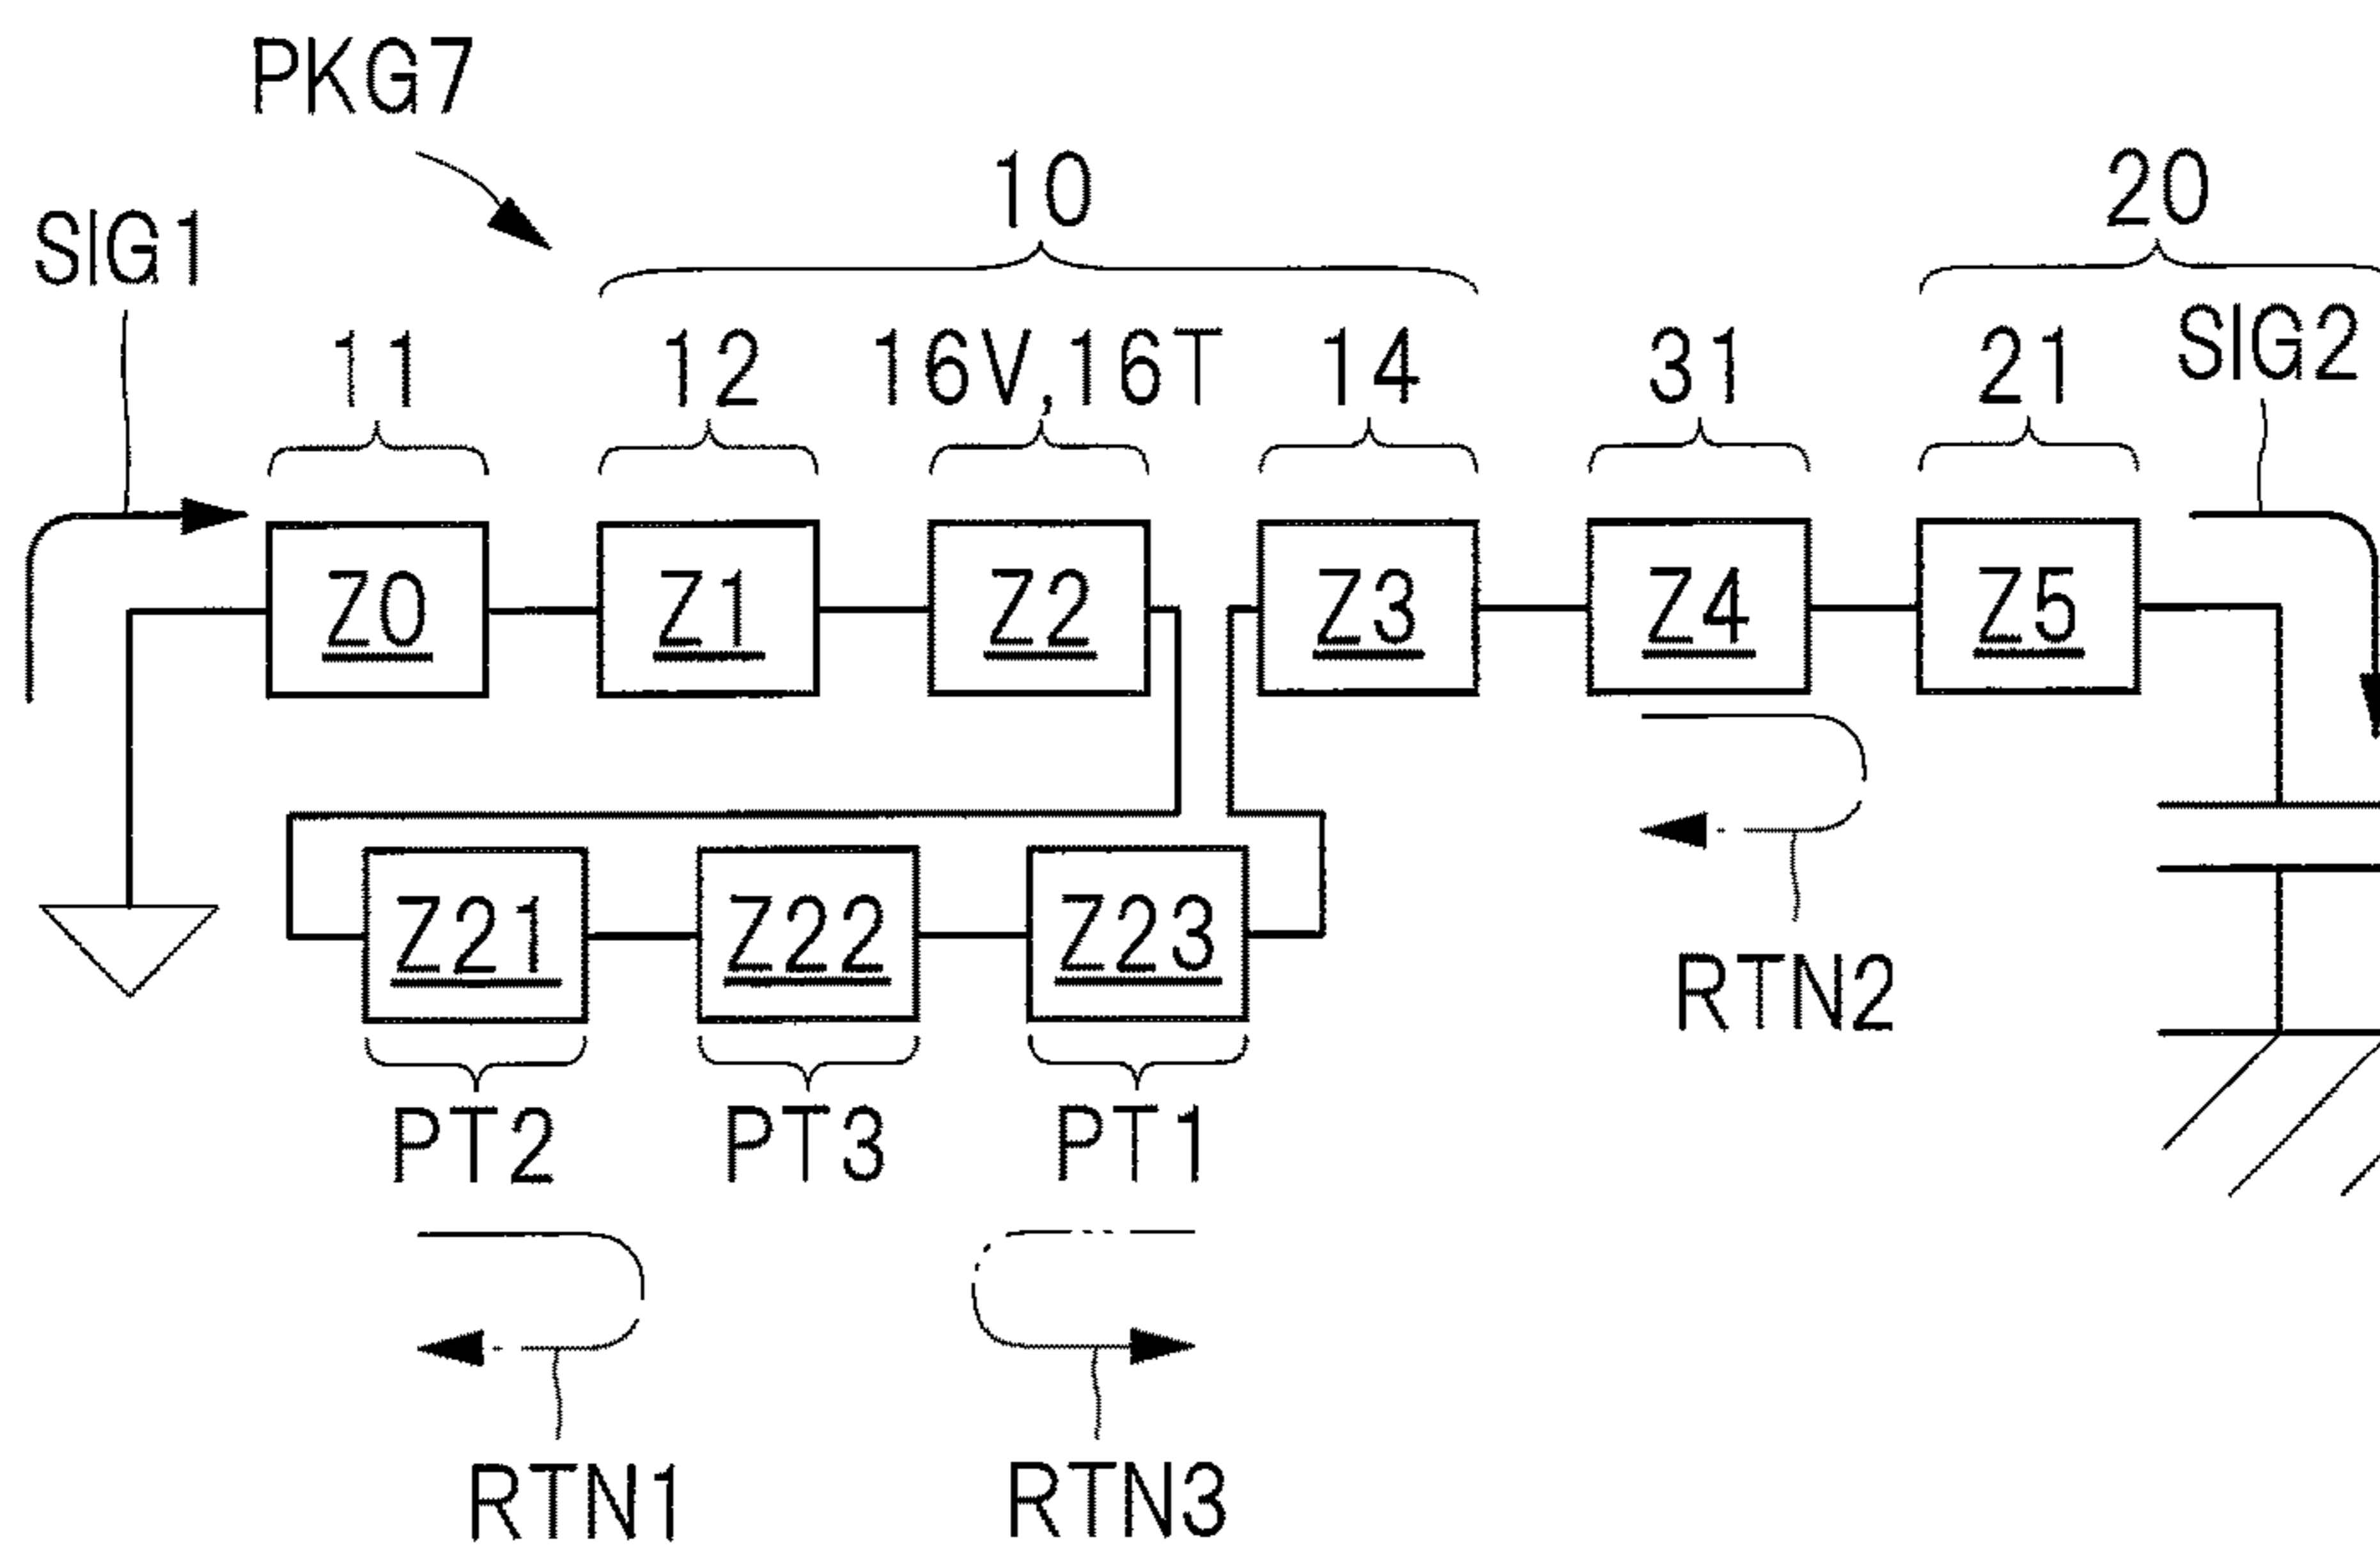 PKG7
10
20
SIG1
SIG2
11
12
16V,16T
14
31
21
Z0
Z1
Z2
Z3
Z4
Z5
Z21
Z22
Z23
RTN2
PT2
PT3
PT1
RTN1
RTN3